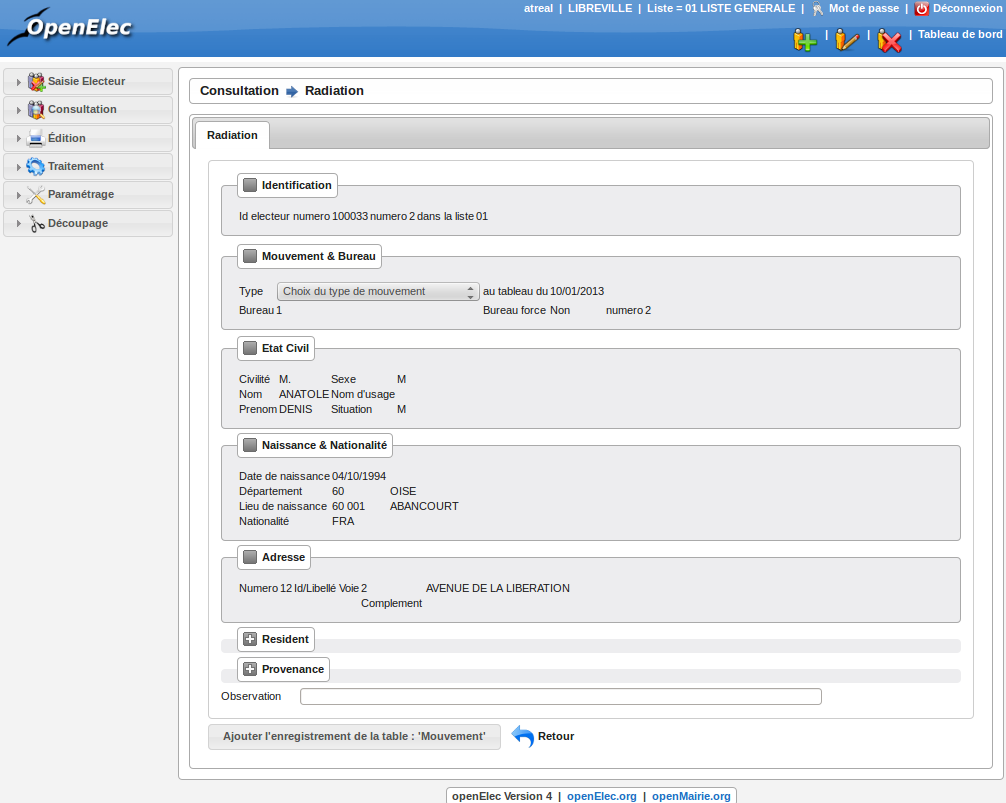 OpenElec
atreal | LIBREVILLE | Liste = 01 LISTE GENERALE | Mot de passe | Déconnexion
| | | Tableau de bord
Saisie Electeur
Consultation
Édition
Traitement
Paramétrage
Découpage
Consultation Radiation
Radiation
Identification
Id electeur numero 100033 numero 2 dans la liste 01
Mouvement & Bureau
Type Choix du type de mouvement au tableau du 10/01/2013
Bureau 1 Bureau force Non numero 2
Etat Civil
Civilité M. Sexe M
Nom ANATOLE Nom d'usage
Prenom DENIS Situation M
Naissance & Nationalité
Date de naissance 04/10/1994
Département 60 OISE
Lieu de naissance 60 001 ABANCOURT
Nationalité FRA
Adresse
Numero 12 Id/Libellé Voie 2 AVENUE DE LA LIBERATION
Complement
Resident
Provenance
Observation
Ajouter l'enregistrement de la table : 'Mouvement' Retour
openElec Version 4 | openElec.org | openMairie.org